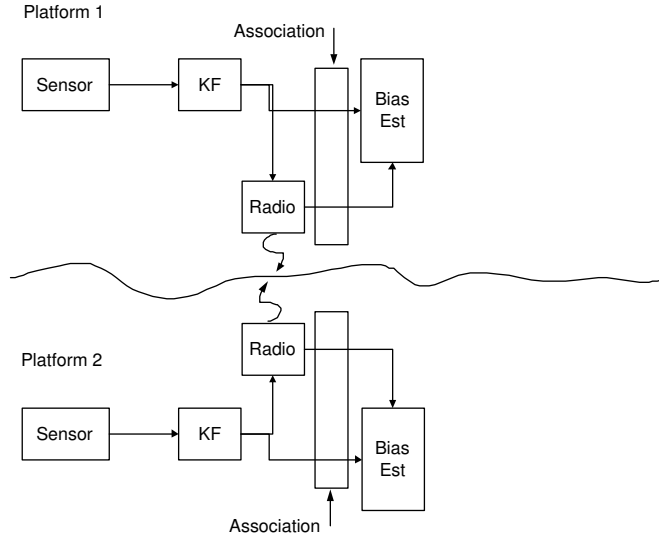 Platform 1
Association
Sensor
KF
Bias
Est
Radio
Radio
Platform 2
Sensor
KF
Bias
Est
Association